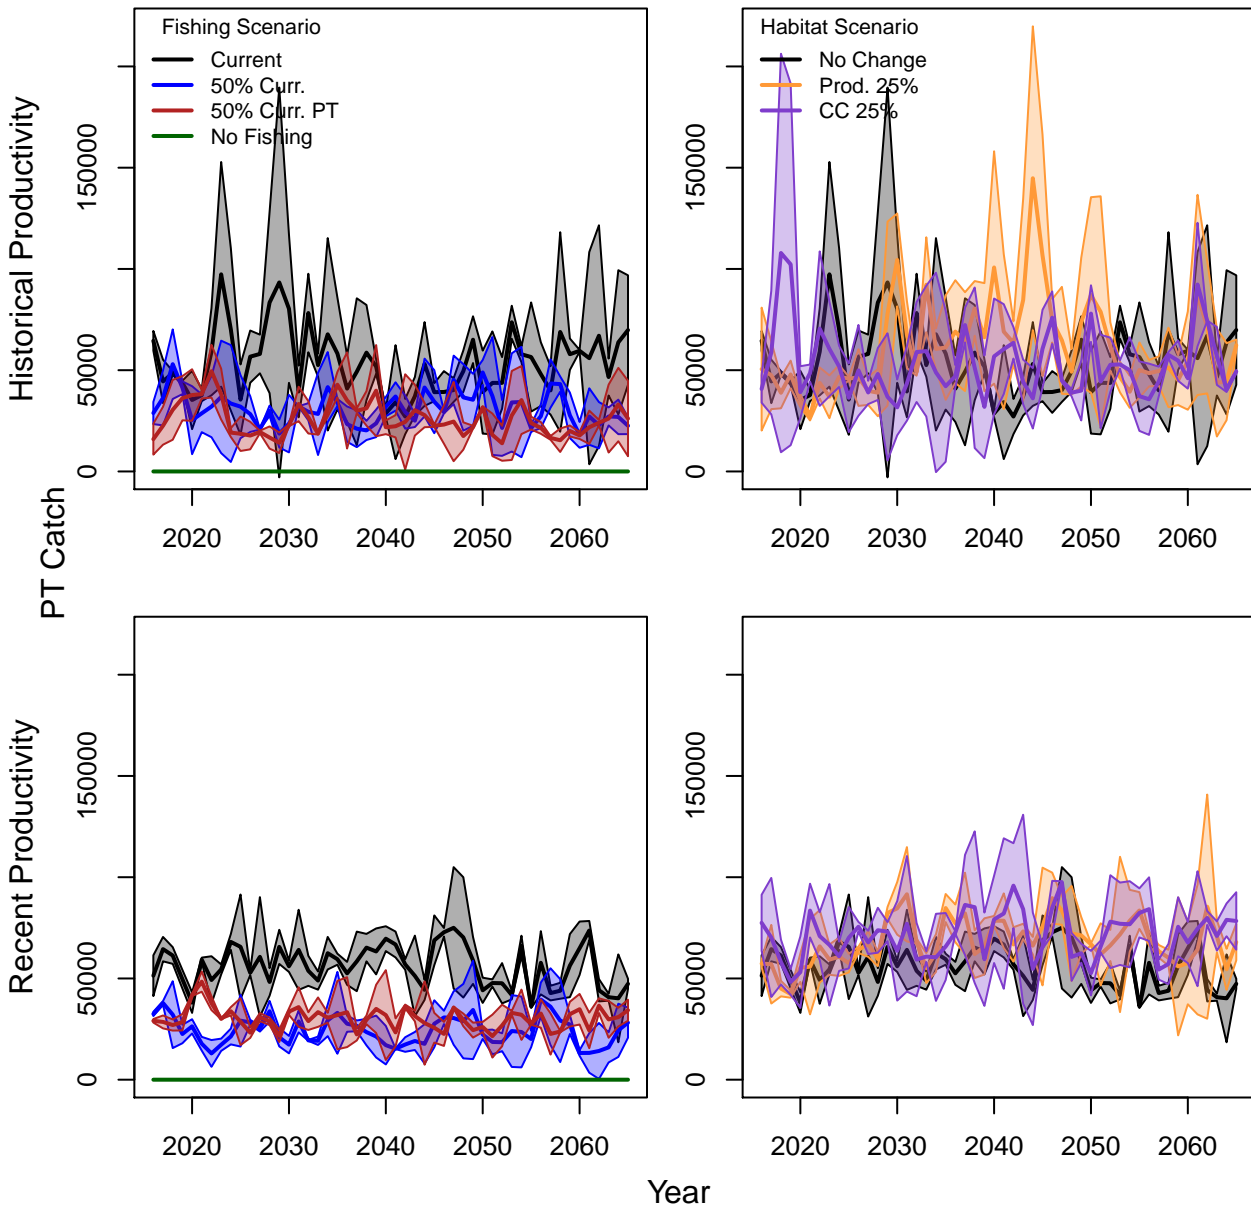 Fishing Scenario
Current
50% Curr.
50% Curr. PT
No Fishing
Habitat Scenario
No Change
Prod. 25%
CC 25%
Historical Productivity
150000
50000
0
150000
50000
0
2020 2030 2040 2050 2060
2020 2030 2040 2050 2060
PT Catch
Recent Productivity
150000
50000
0
150000
50000
0
2020 2030 2040 2050 2060
2020 2030 2040 2050 2060
Year